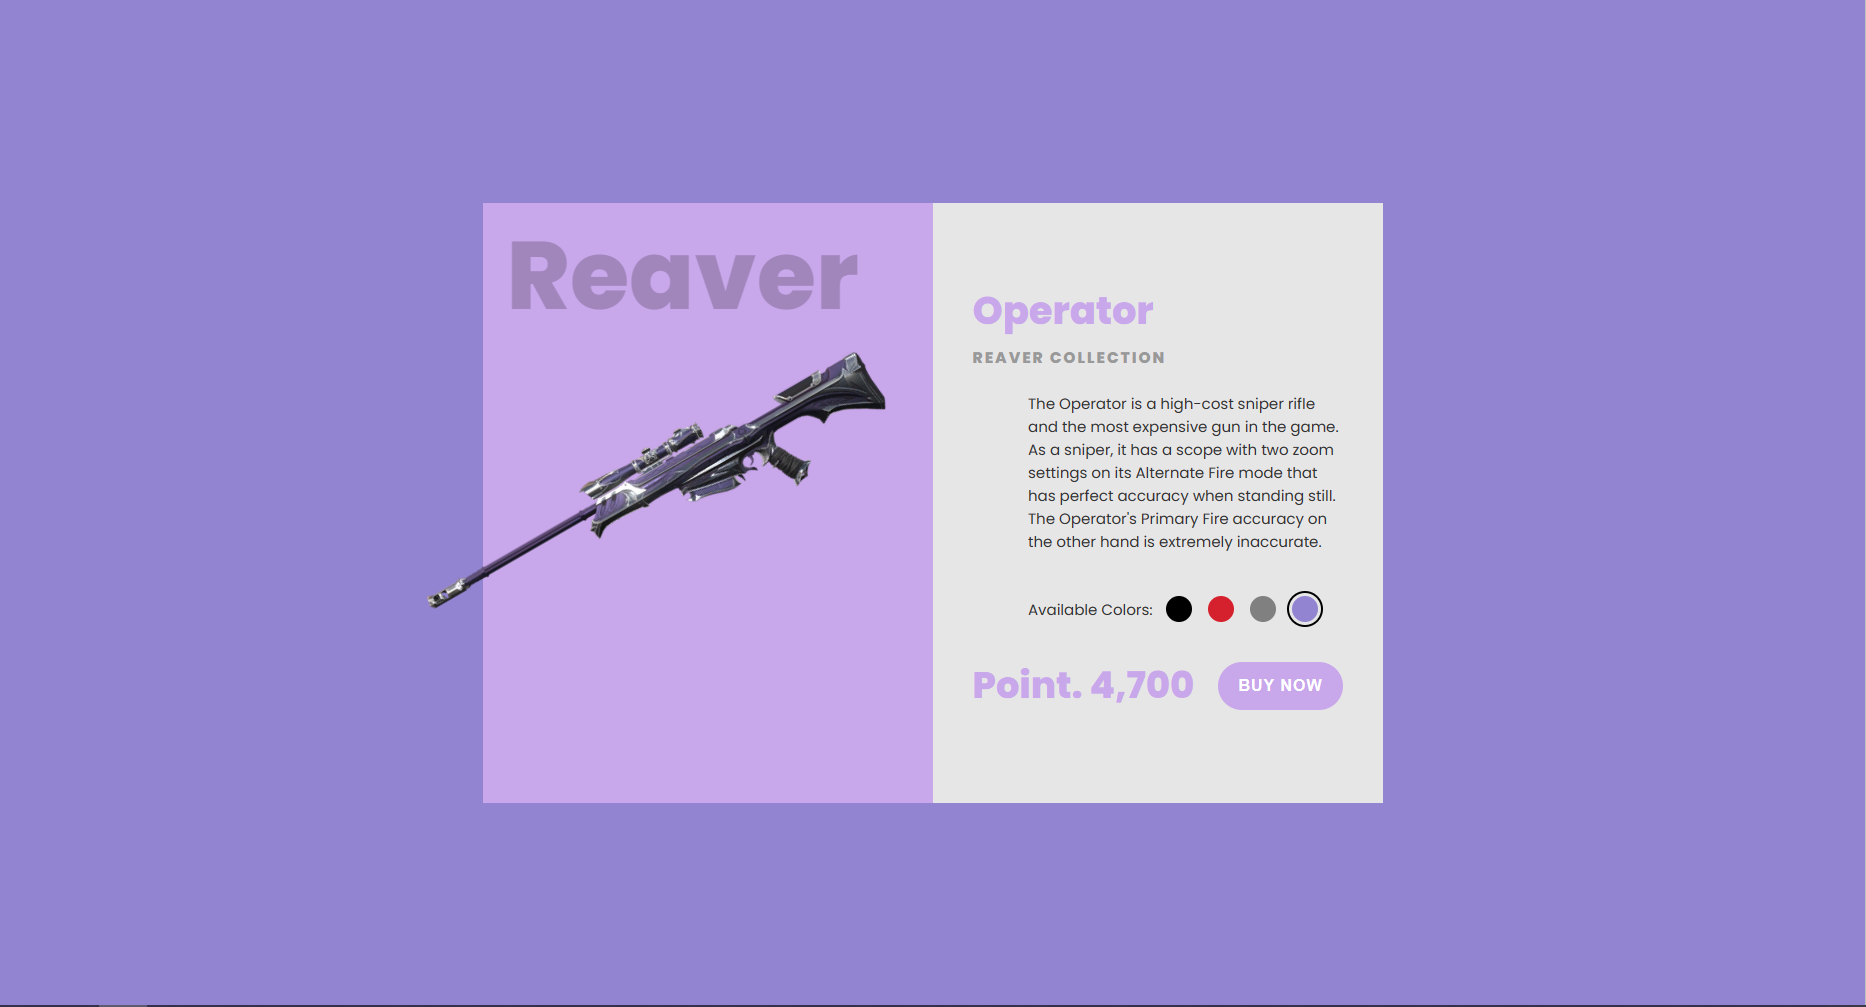 Reaver
Operator
REAVER COLLECTION
The Operator is a high-cost sniper rifle
and the most expensive gun in the game.
As a sniper, it has a scope with two zoom
settings on its Alternate Fire mode that
has perfect accuracy when standing still.
The Operator's Primary Fire accuracy on
the other hand is extremely inaccurate.
Available Colors:
Point. 4,700
BUY NOW